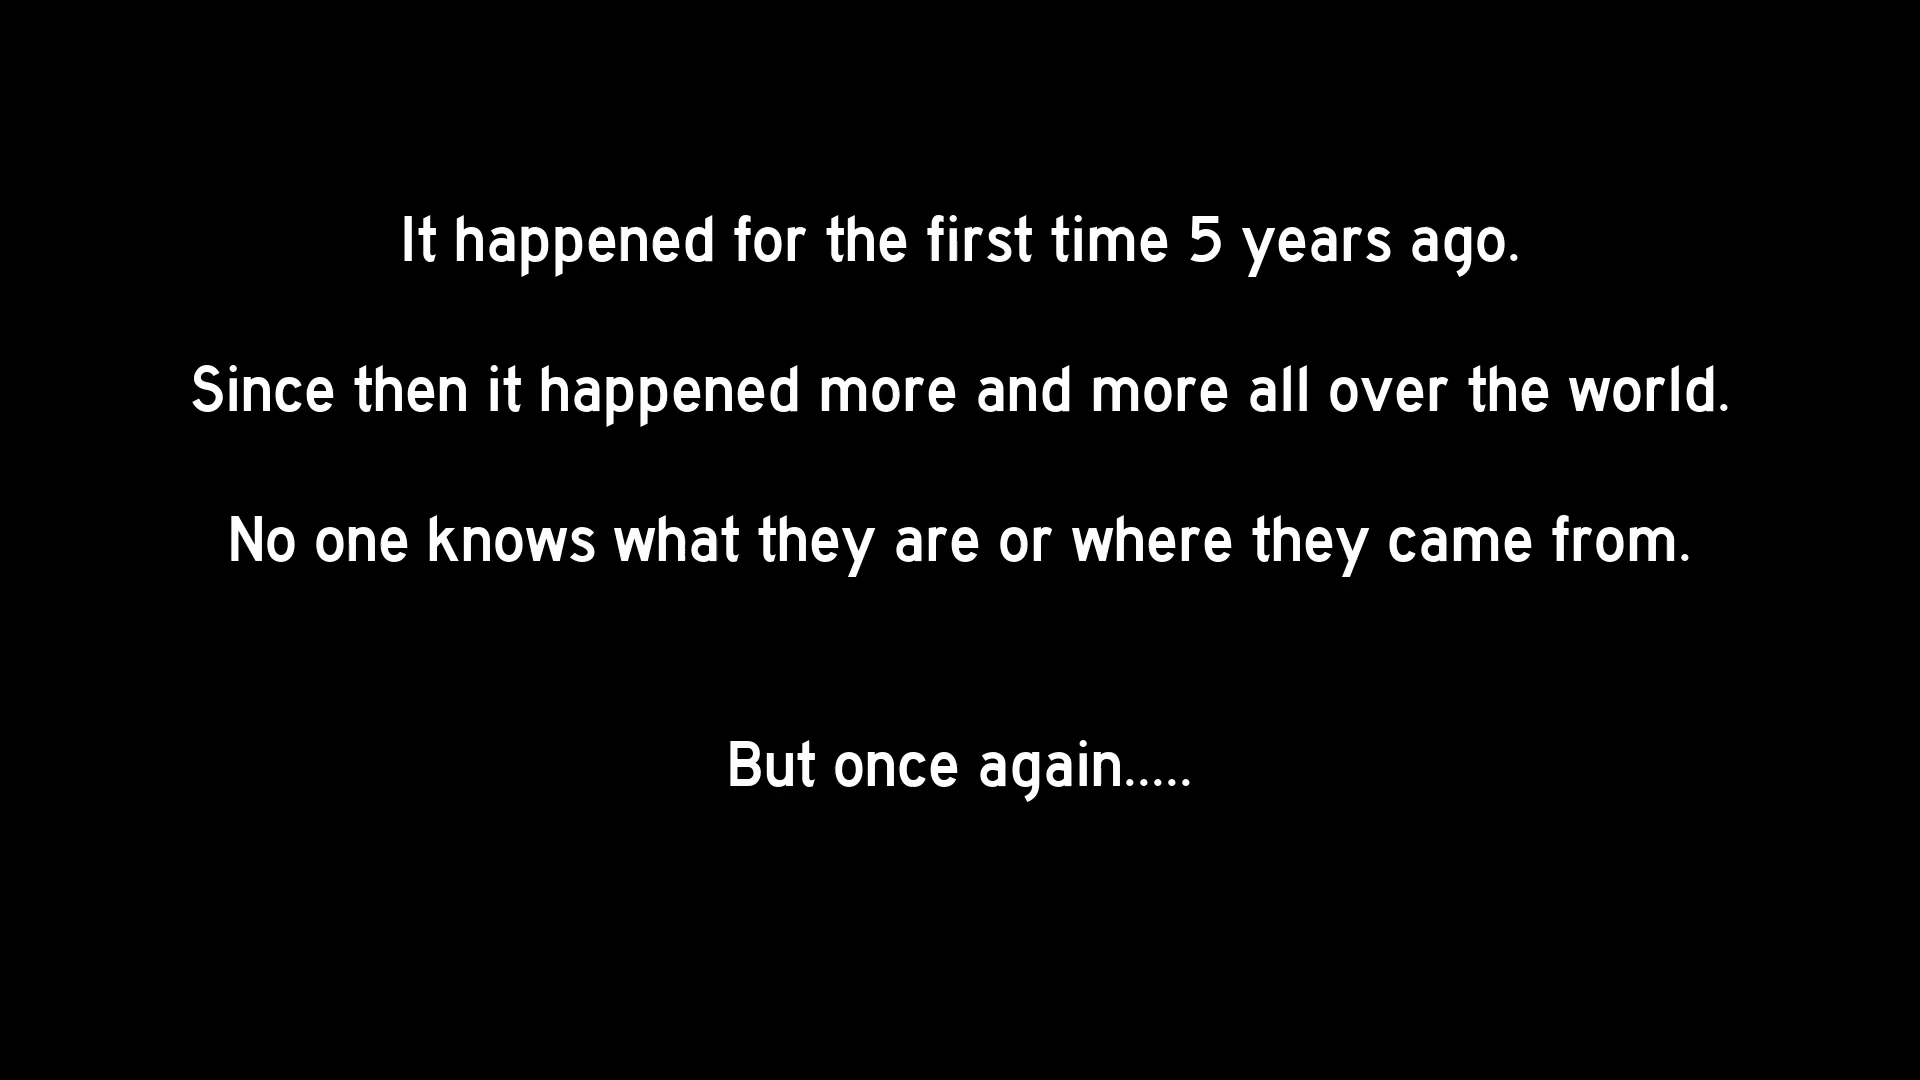 It happened for the first time 5 years ago.
Since then it happened more and more all over the world.
No one knows what they are or where they came from.
But once again.....